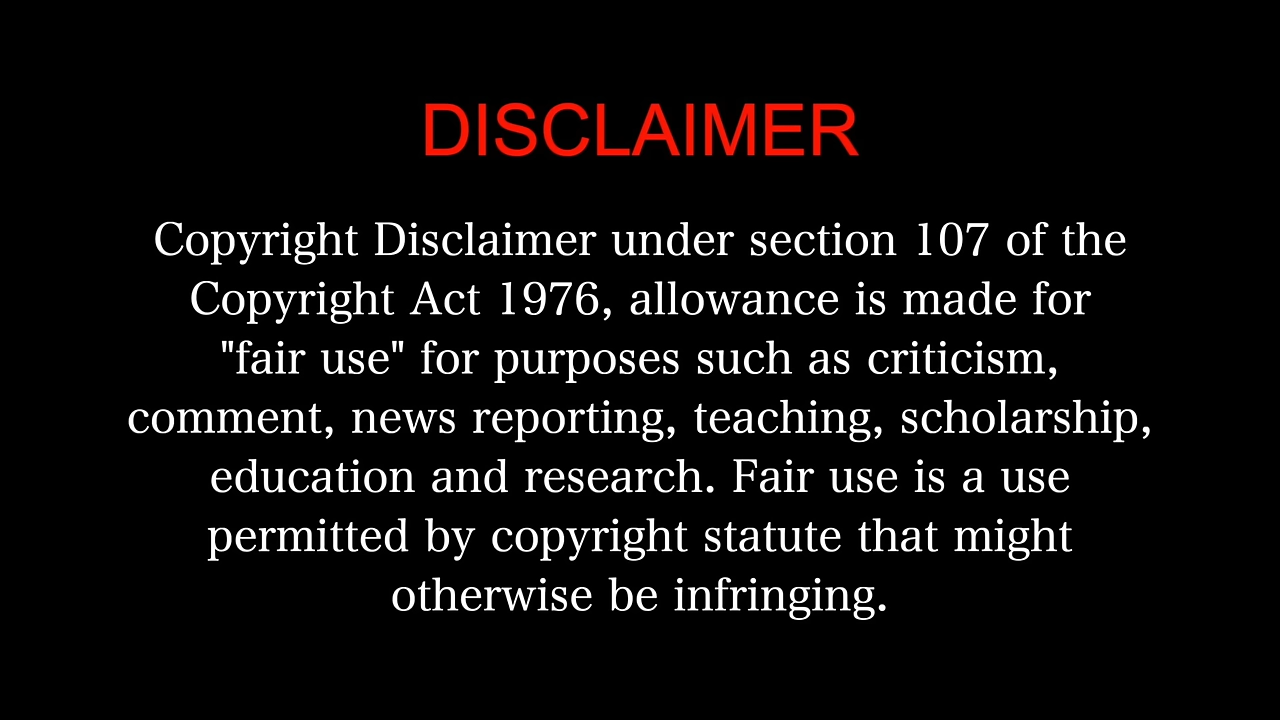 DISCLAIMER
Copyright Disclaimer under section 107 of the
Copyright Act 1976, allowance is made for
"fair use" for purposes such as criticism,
comment, news reporting, teaching, scholarship,
education and research. Fair use is a use
permitted by copyright statute that might
otherwise be infringing.